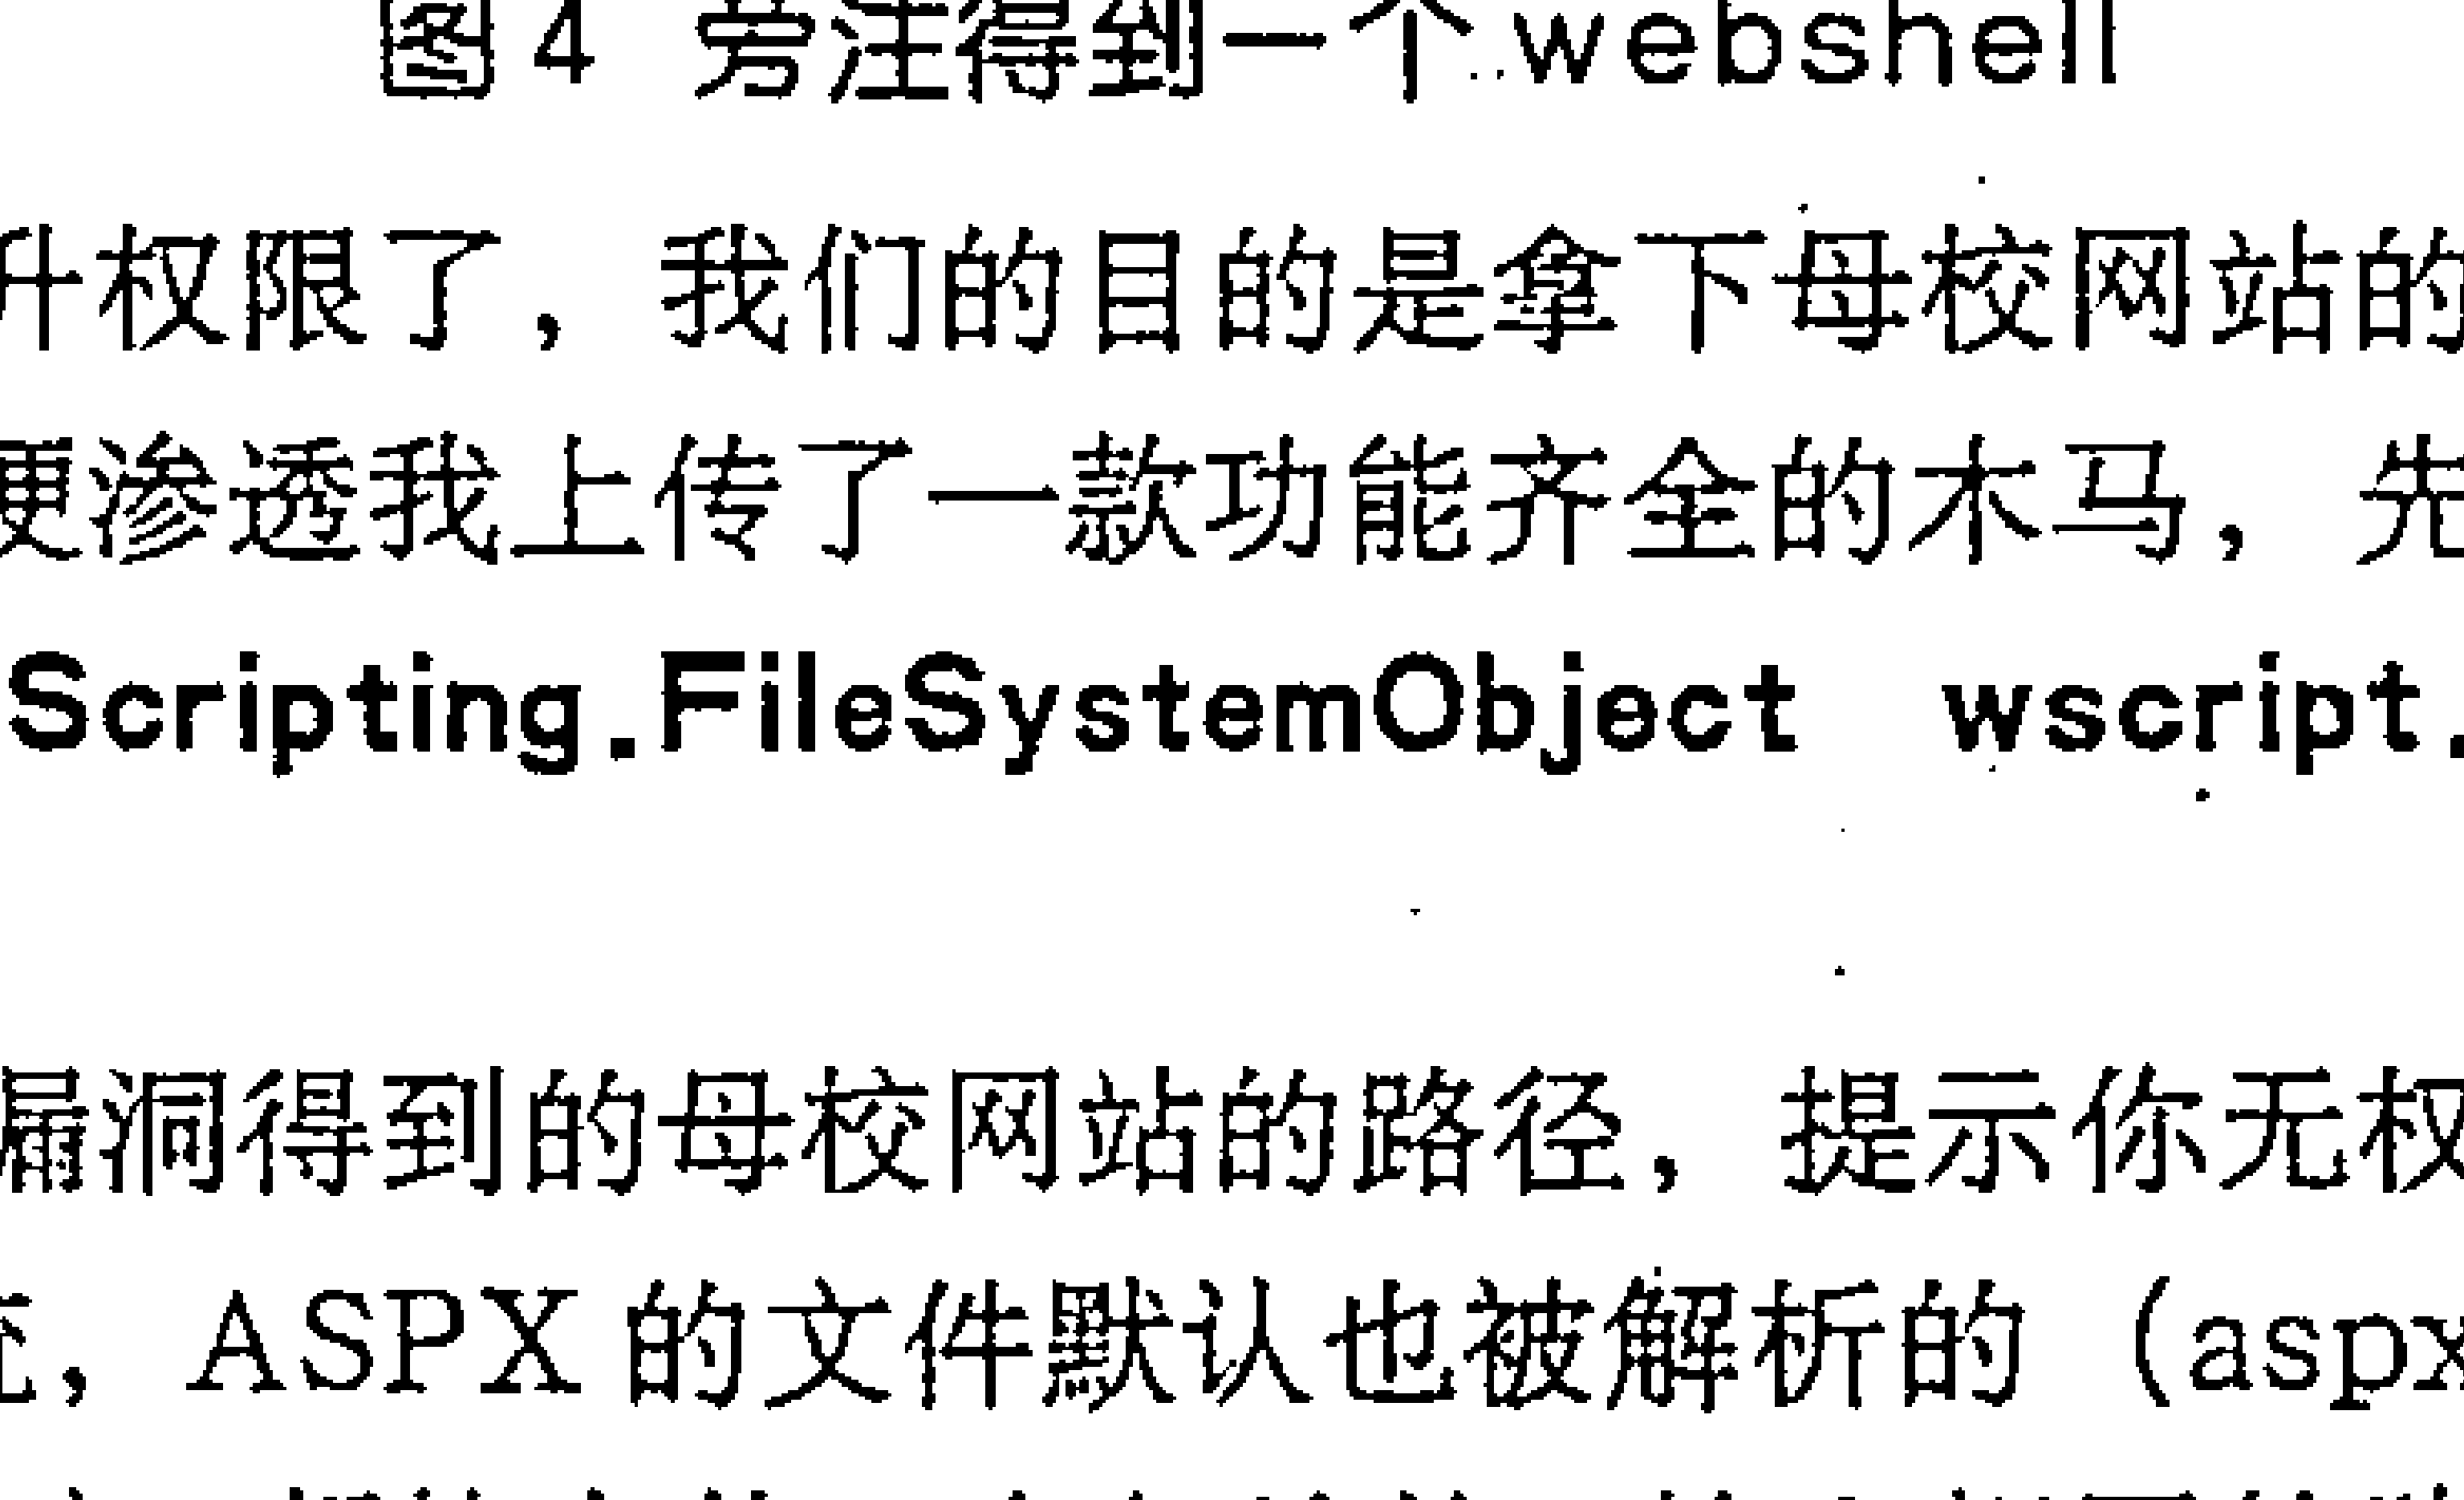 图4 旁注得到一个webshell
升权限了，我们的目的是拿下母校网站的
便渗透我上传了一款功能齐全的木马，先
Scripting.FileSystemObject wscript.
漏洞得到的母校网站的路径，提示你无权
，ASPX的文件默认也被解析的（aspx